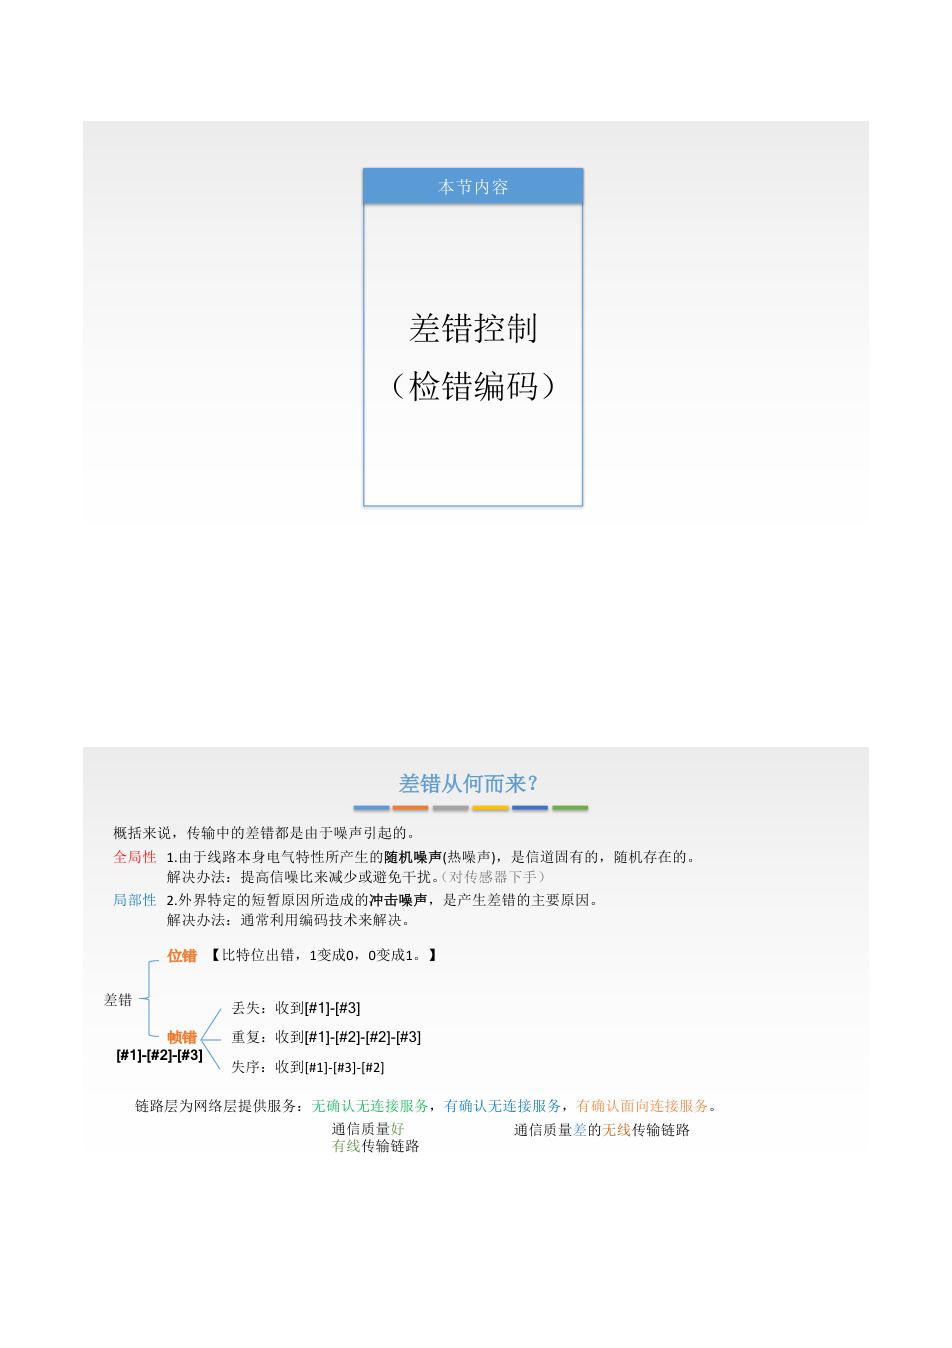 本节内容
差错控制
（检错编码）
差错从何而来？
概括来说，传输中的差错都是由于噪声引起的。
全局性 1.由于线路本身电气特性所产生的随机噪声(热噪声)，是信道固有的，随机存在的。
解决办法：提高信噪比来减少或避免干扰。（对传感器下手）
局部性 2.外界特定的短暂原因所造成的冲击噪声，是产生差错的主要原因。
解决办法：通常利用编码技术来解决。
位错 【比特位出错，1变成0，0变成1。】
差错
丢失：收到[#1]-[#3]
帧错 重复：收到[#1]-[#2]-[#2]-[#3]
[#1]-[#2]-[#3]
失序：收到[#1]-[#3]-[#2]
链路层为网络层提供服务：无确认无连接服务，有确认无连接服务，有确认面向连接服务。
通信质量好 通信质量差的无线传输链路
有线传输链路